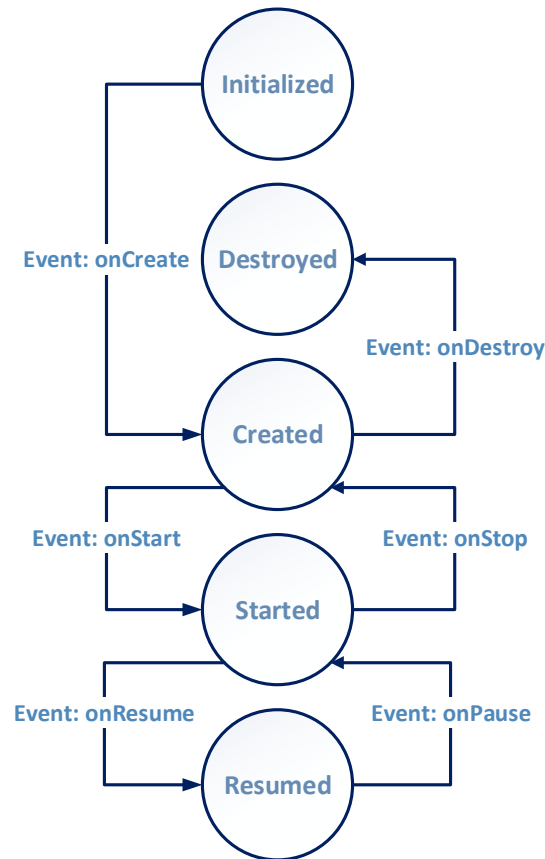 Initialized
Event: onCreate
Destroyed
Event: onDestroy
Created
Event: onStart
Event: onStop
Started
Event: onResume
Event: onPause
Resumed